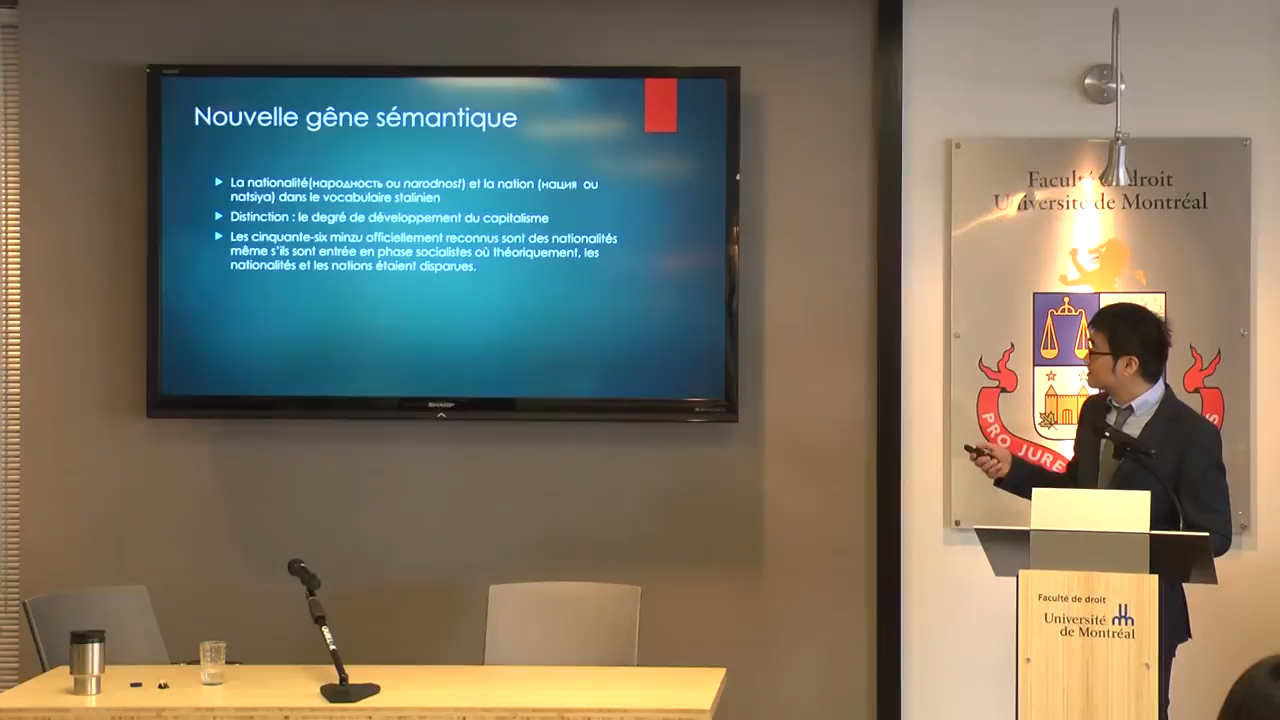 Nouvelle gêne sémantique
La nationalité(народность ou narodnost) et la nation (нация ou
natsiya) dans le vocabulaire stalinien
Distinction : le degré de développement du capitalisme
Les cinquante-six minzu officiellement reconnus sont des nationalités
même s'ils sont entrée en phase socialistes où théoriquement, les
nationalités et les nations étaient disparues.
SHARP
Faculté de droit
Université de Montréal
PRO JURE
Faculté de droit
Université
de Montréal